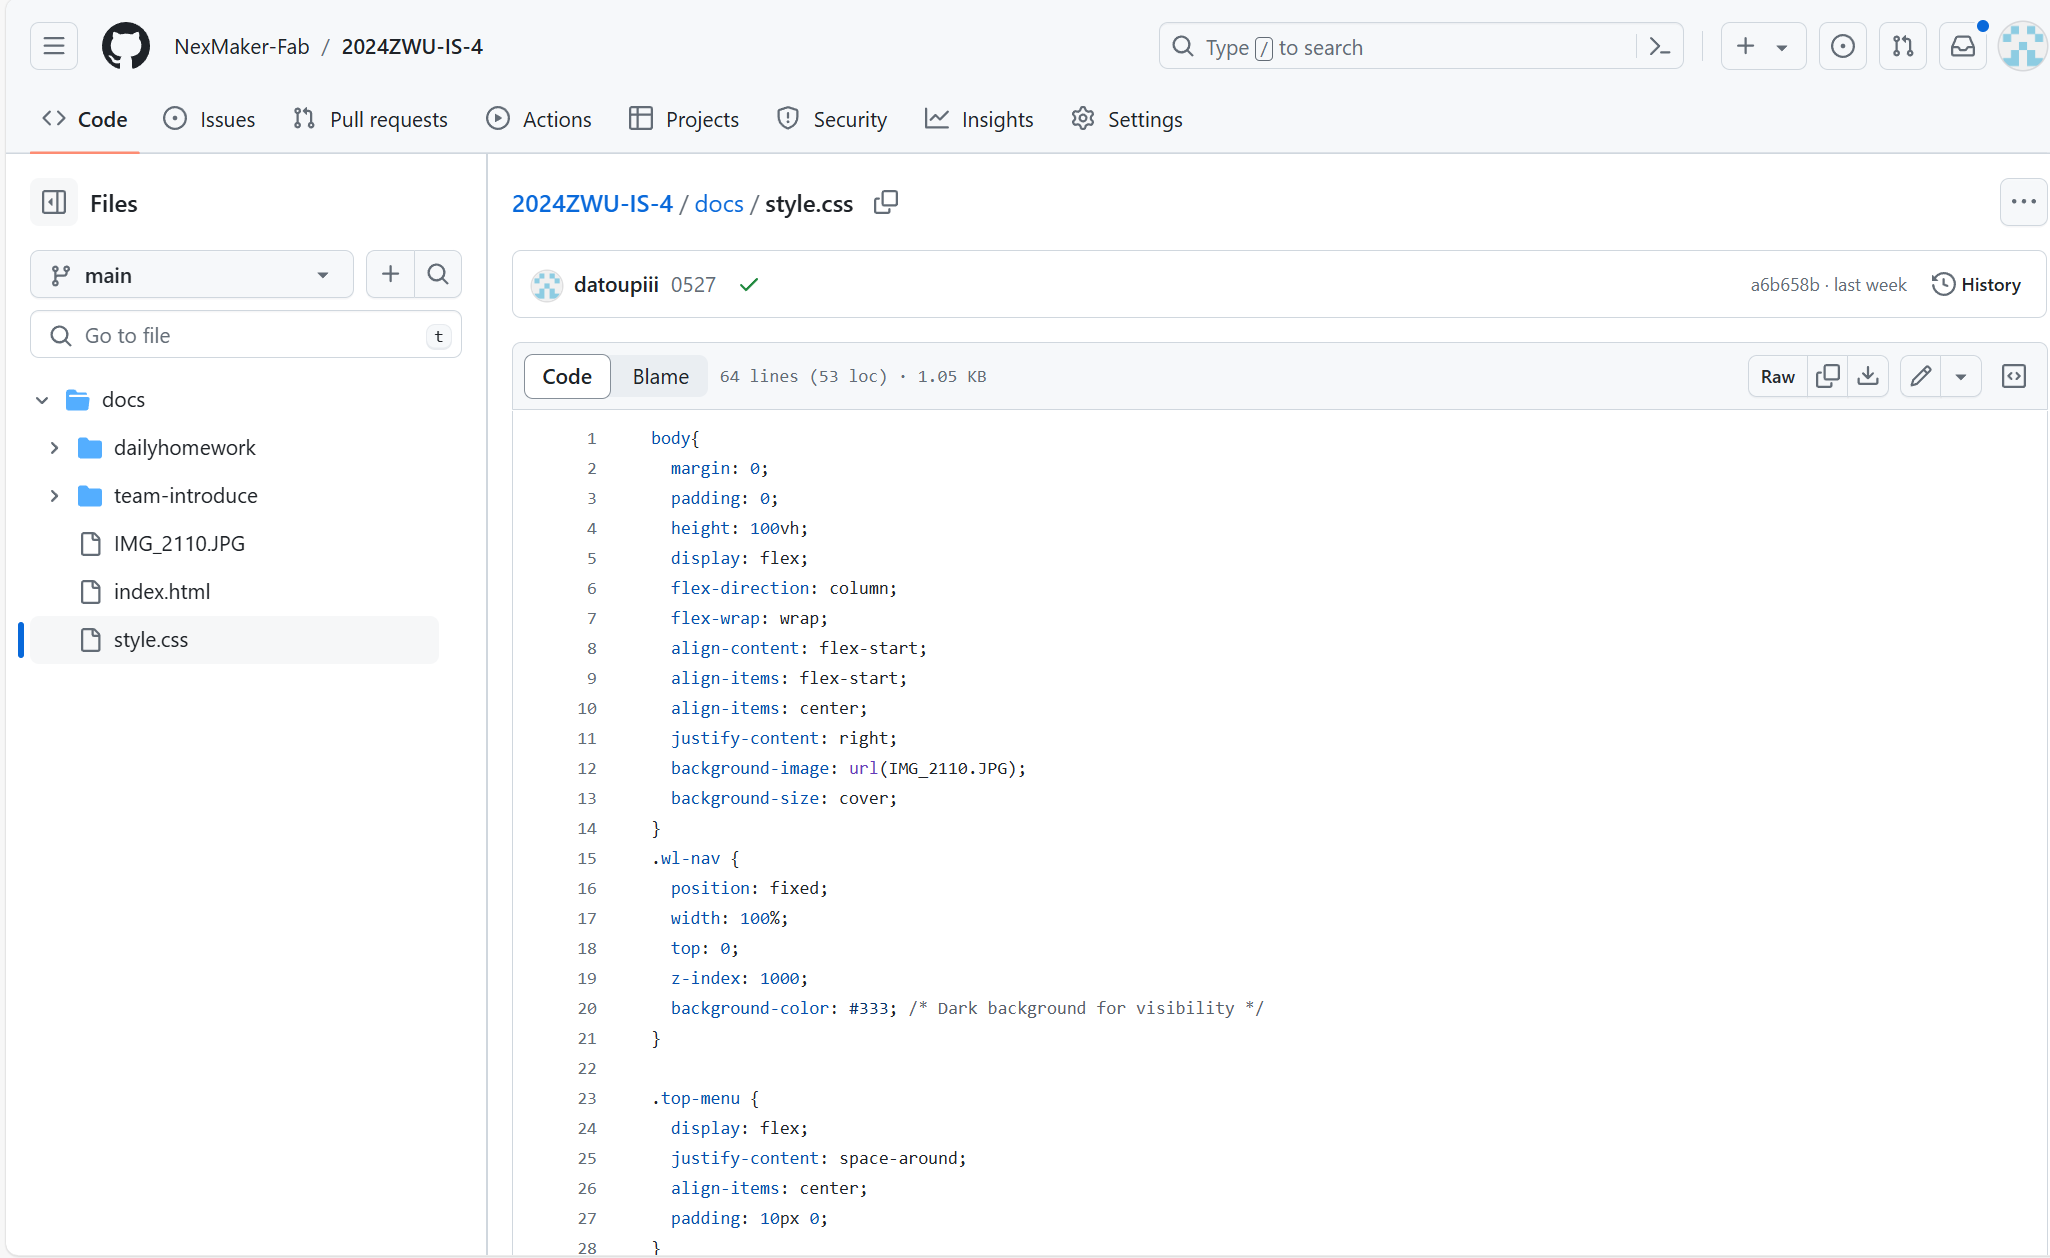 NexMaker-Fab / 2024ZWU-IS-4
Type / to search
Code
Issues
Pull requests
Actions
Projects
Security
Insights
Settings
Files
main
Go to file
t
docs
dailyhomework
team-introduce
IMG_2110.JPG
index.html
style.css
2024ZWU-IS-4 / docs / style.css
datoupiii 0527
a6b658b · last week
History
Code
Blame
64 lines (53 loc) · 1.05 KB
Raw
1 body{
2 margin: 0;
3 padding: 0;
4 height: 100vh;
5 display: flex;
6 flex-direction: column;
7 flex-wrap: wrap;
8 align-content: flex-start;
9 align-items: flex-start;
10 align-items: center;
11 justify-content: right;
12 background-image: url(IMG_2110.JPG);
13 background-size: cover;
14 }
15 .wl-nav {
16 position: fixed;
17 width: 100%;
18 top: 0;
19 z-index: 1000;
20 background-color: #333; /* Dark background for visibility */
21 }
22
23 .top-menu {
24 display: flex;
25 justify-content: space-around;
26 align-items: center;
27 padding: 10px 0;
28 }